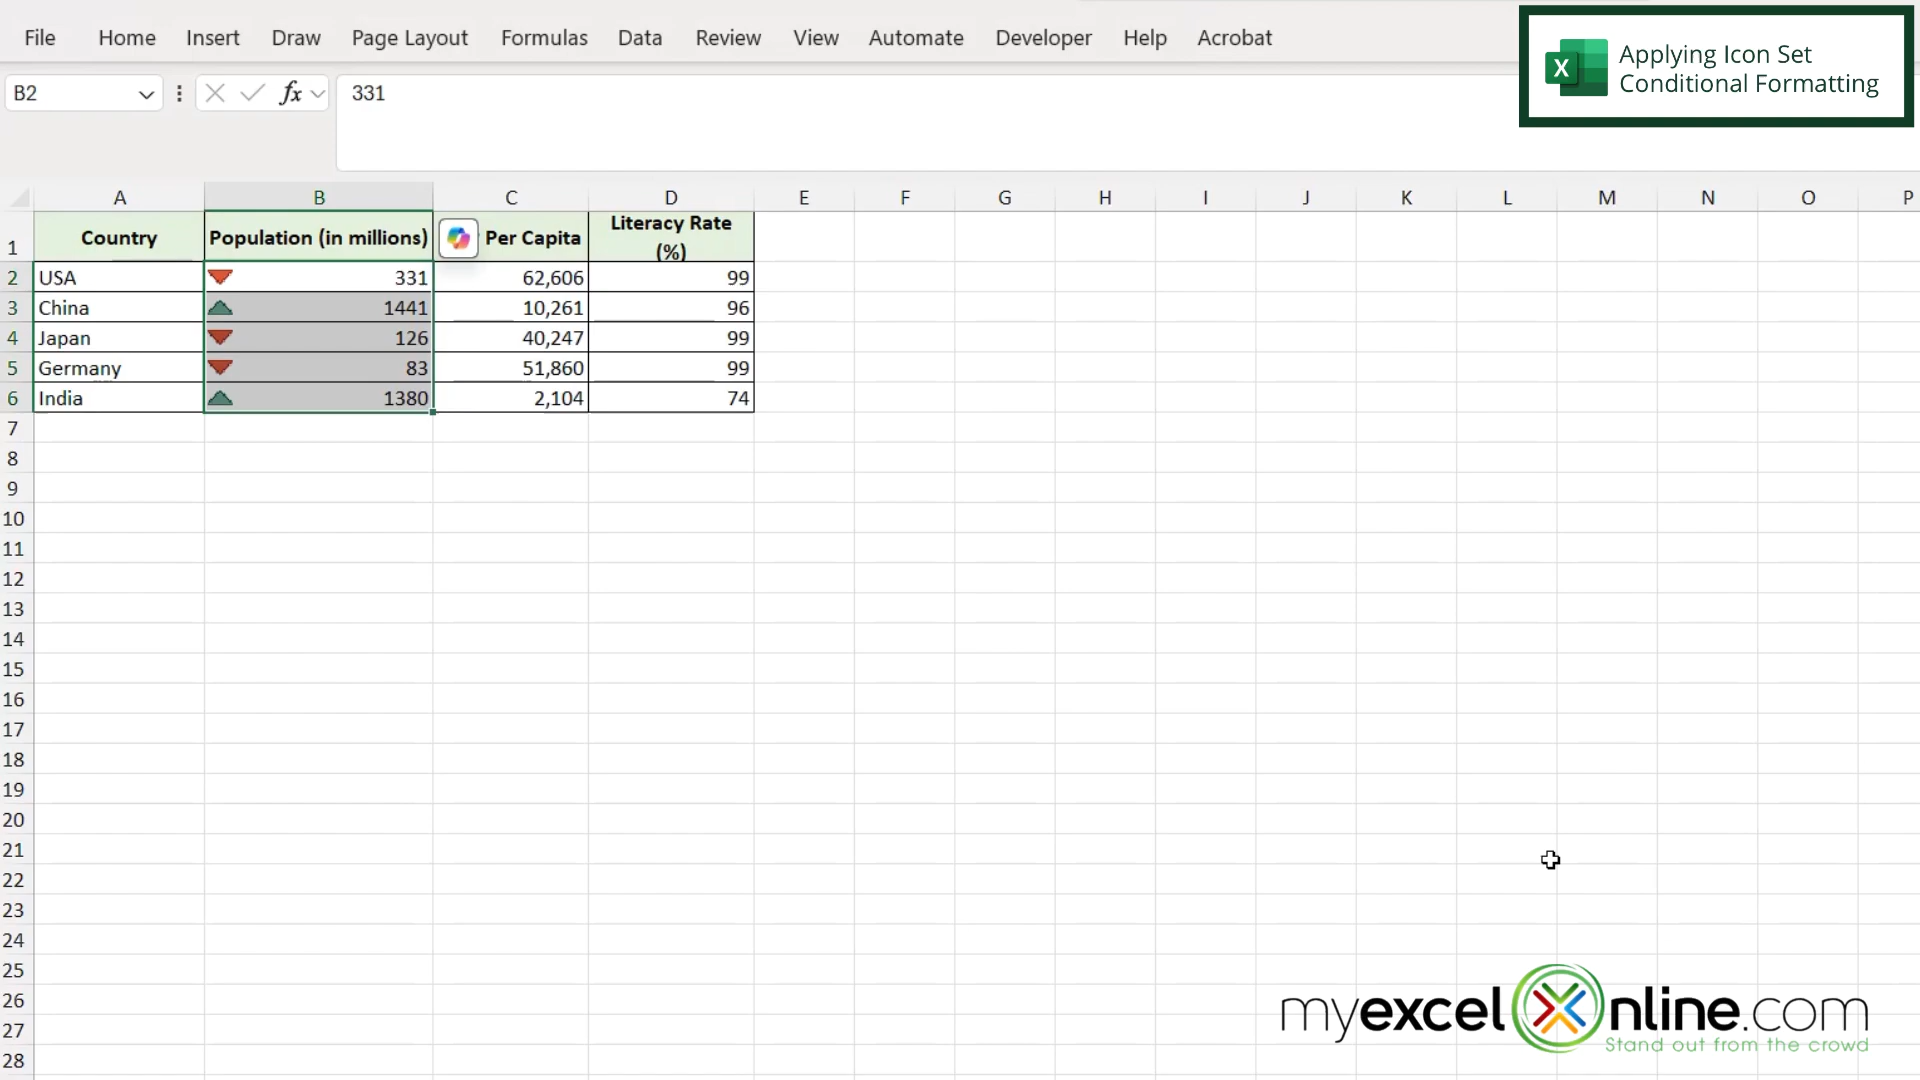 File Home Insert Draw Page Layout Formulas Data Review View Automate Developer Help Acrobat
Applying Icon Set
Conditional Formatting
B2 fx 331
A B C D E F G H I J K L M N O P
1 Country Population (in millions) Per Capita Literacy Rate
(%)
2 USA 331 62,606 99
3 China 1441 10,261 96
4 Japan 126 40,247 99
5 Germany 83 51,860 99
6 India 1380 2,104 74
7
8
9
10
11
12
13
14
15
16
17
18
19
20
21
22
23
24
25
26
27
28
myexcelonline.com
Stand out from the crowd